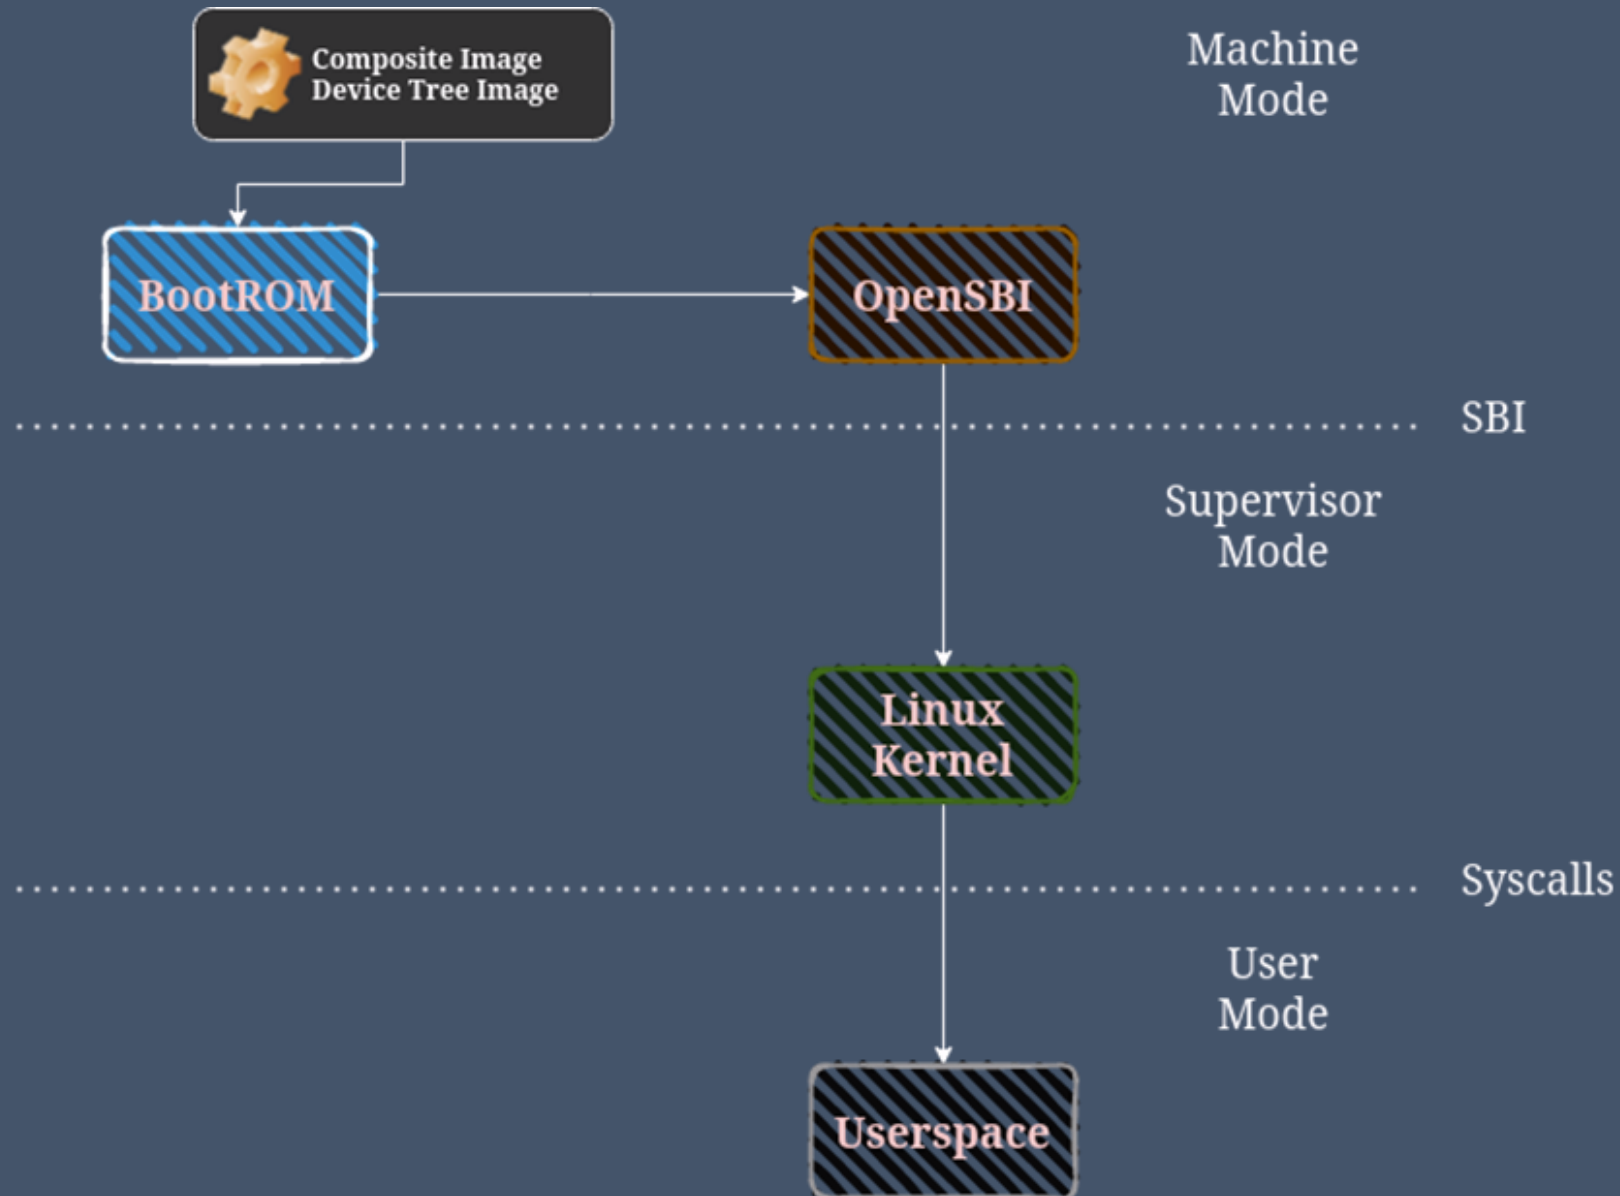 Composite Image
Device Tree Image
Machine
Mode
BootROM
OpenSBI
SBI
Supervisor
Mode
Linux
Kernel
Syscalls
User
Mode
Userspace